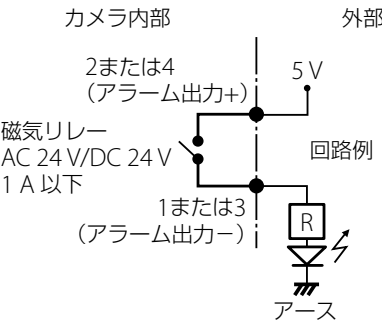 カメラ内部
外部
2または4
（アラーム出力+）
5 V
磁気リレー
AC 24 V/DC 24 V
1 A 以下
回路例
1または3
（アラーム出力－）
R
アース